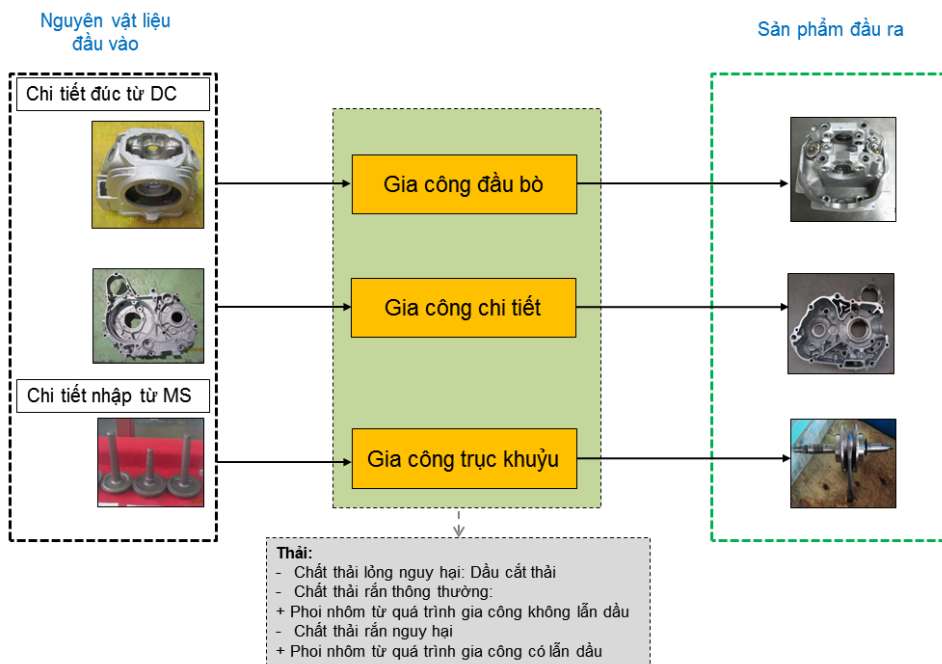 Nguyên vật liệu
đầu vào
Sản phẩm đầu ra
Chi tiết đúc từ DC
Gia công đầu bò
Gia công chi tiết
Chi tiết nhập từ MS
Gia công trục khuỷu
Thải:
- Chất thải lỏng nguy hại: Dầu cắt thải
- Chất thải rắn thông thường:
+ Phoi nhôm từ quá trình gia công không lẫn dầu
- Chất thải rắn nguy hại
+ Phoi nhôm từ quá trình gia công có lẫn dầu